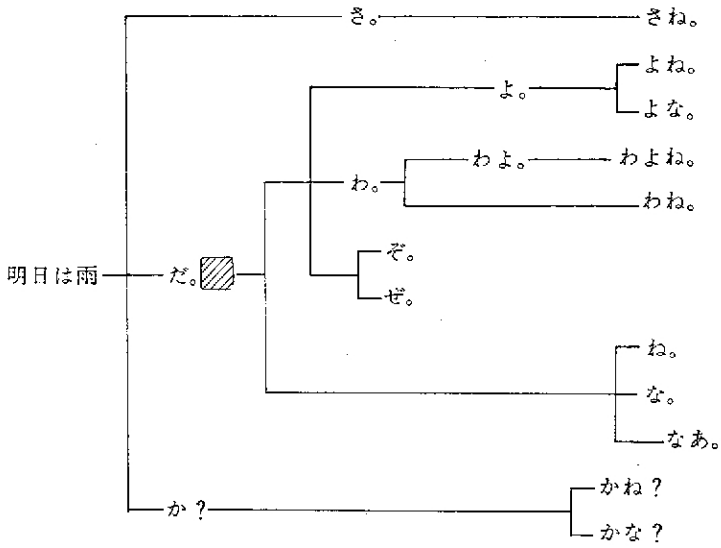 さ。 さね。
よね。
よ。
よな。
わ。 わよ。 わよね。
わね。
明日は雨 だ。
ぞ。
ぜ。
ね。
な。
なあ。
か? かね?
かな?